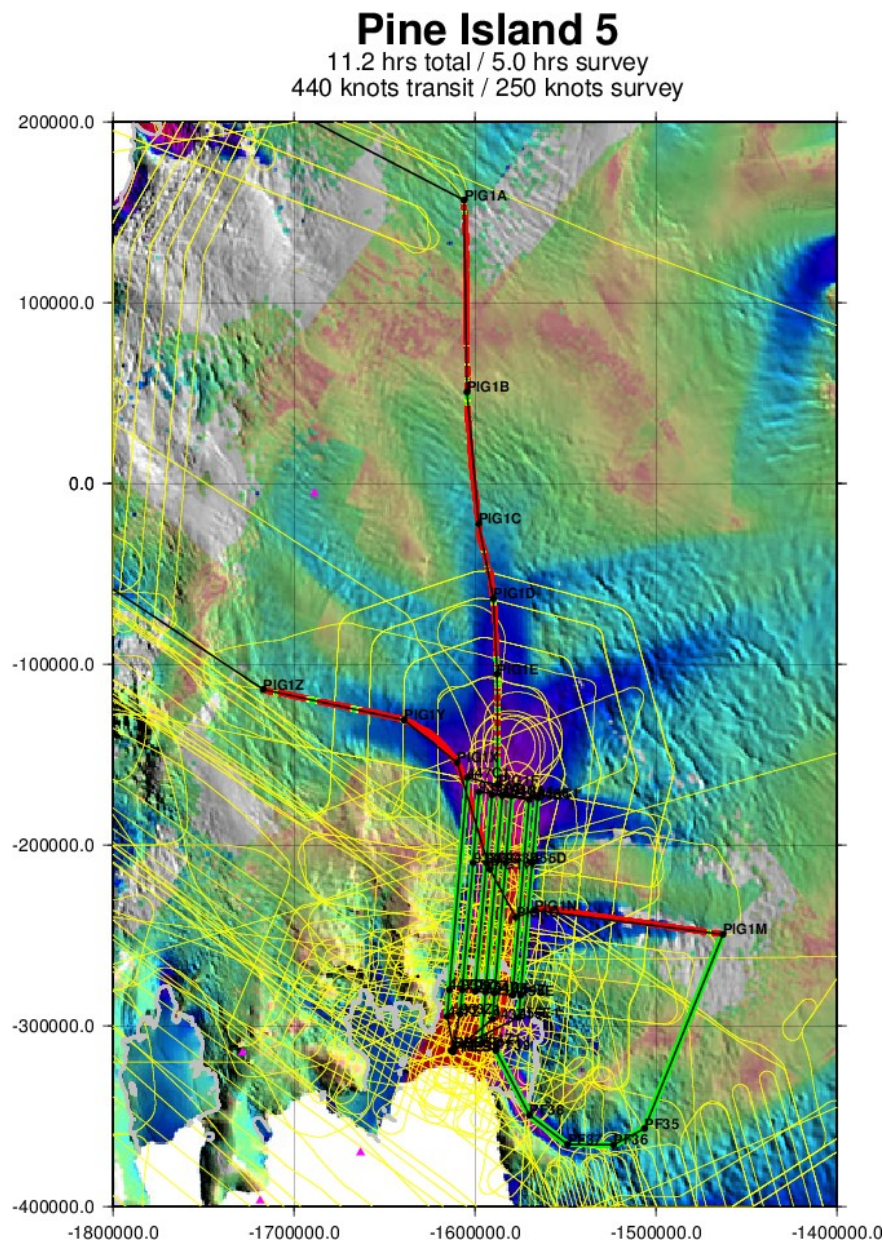 Pine Island 5
11.2 hrs total / 5.0 hrs survey
440 knots transit / 250 knots survey
200000.0
PIG1A
100000.0
PIG1B
0.0
PIG1C
PIG1D
-100000.0
PIG1E
PIG1Z
PIG1Y
-200000.0
PIG1N
PIG1M
-300000.0
PF38
PF35
PF37
PF36
-400000.0
-1800000.0
-1700000.0
-1600000.0
-1500000.0
-1400000.0